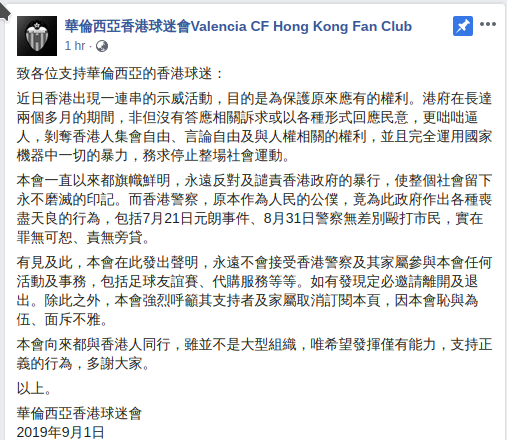 華倫西亞香港球迷會Valencia CF Hong Kong Fan Club
1 hr ·
致各位支持華倫西亞的香港球迷：
近日香港出現一連串的示威活動，目的是為保護原來應有的權利。港府在長達
兩個多月的期間，非但沒有答應相關訴求或以各種形式回應民意，更咄咄逼
人，剝奪香港人集會自由、言論自由及與人權相關的權利，並且完全運用國家
機器中一切的暴力，務求停止整場社會運動。
本會一直以來都旗幟鮮明，永遠反對及譴責香港政府的暴行，使整個社會留下
永不磨滅的印記。而香港警察，原本作為人民的公僕，竟為此政府作出各種喪
盡天良的行為，包括7月21日元朗事件、8月31日警察無差別毆打市民，實在
罪無可恕、責無旁貸。
有見及此，本會在此發出聲明，永遠不會接受香港警察及其家屬參與本會任何
活動及事務，包括足球友誼賽、代購服務等等。如有發現定必邀請離開及退
出。除此之外，本會強烈呼籲其支持者及家屬取消訂閱本頁，因本會恥與為
伍、面斥不雅。
本會向來都與香港人同行，雖並不是大型組織，唯希望發揮僅有能力，支持正
義的行為，多謝大家。
以上。
華倫西亞香港球迷會
2019年9月1日